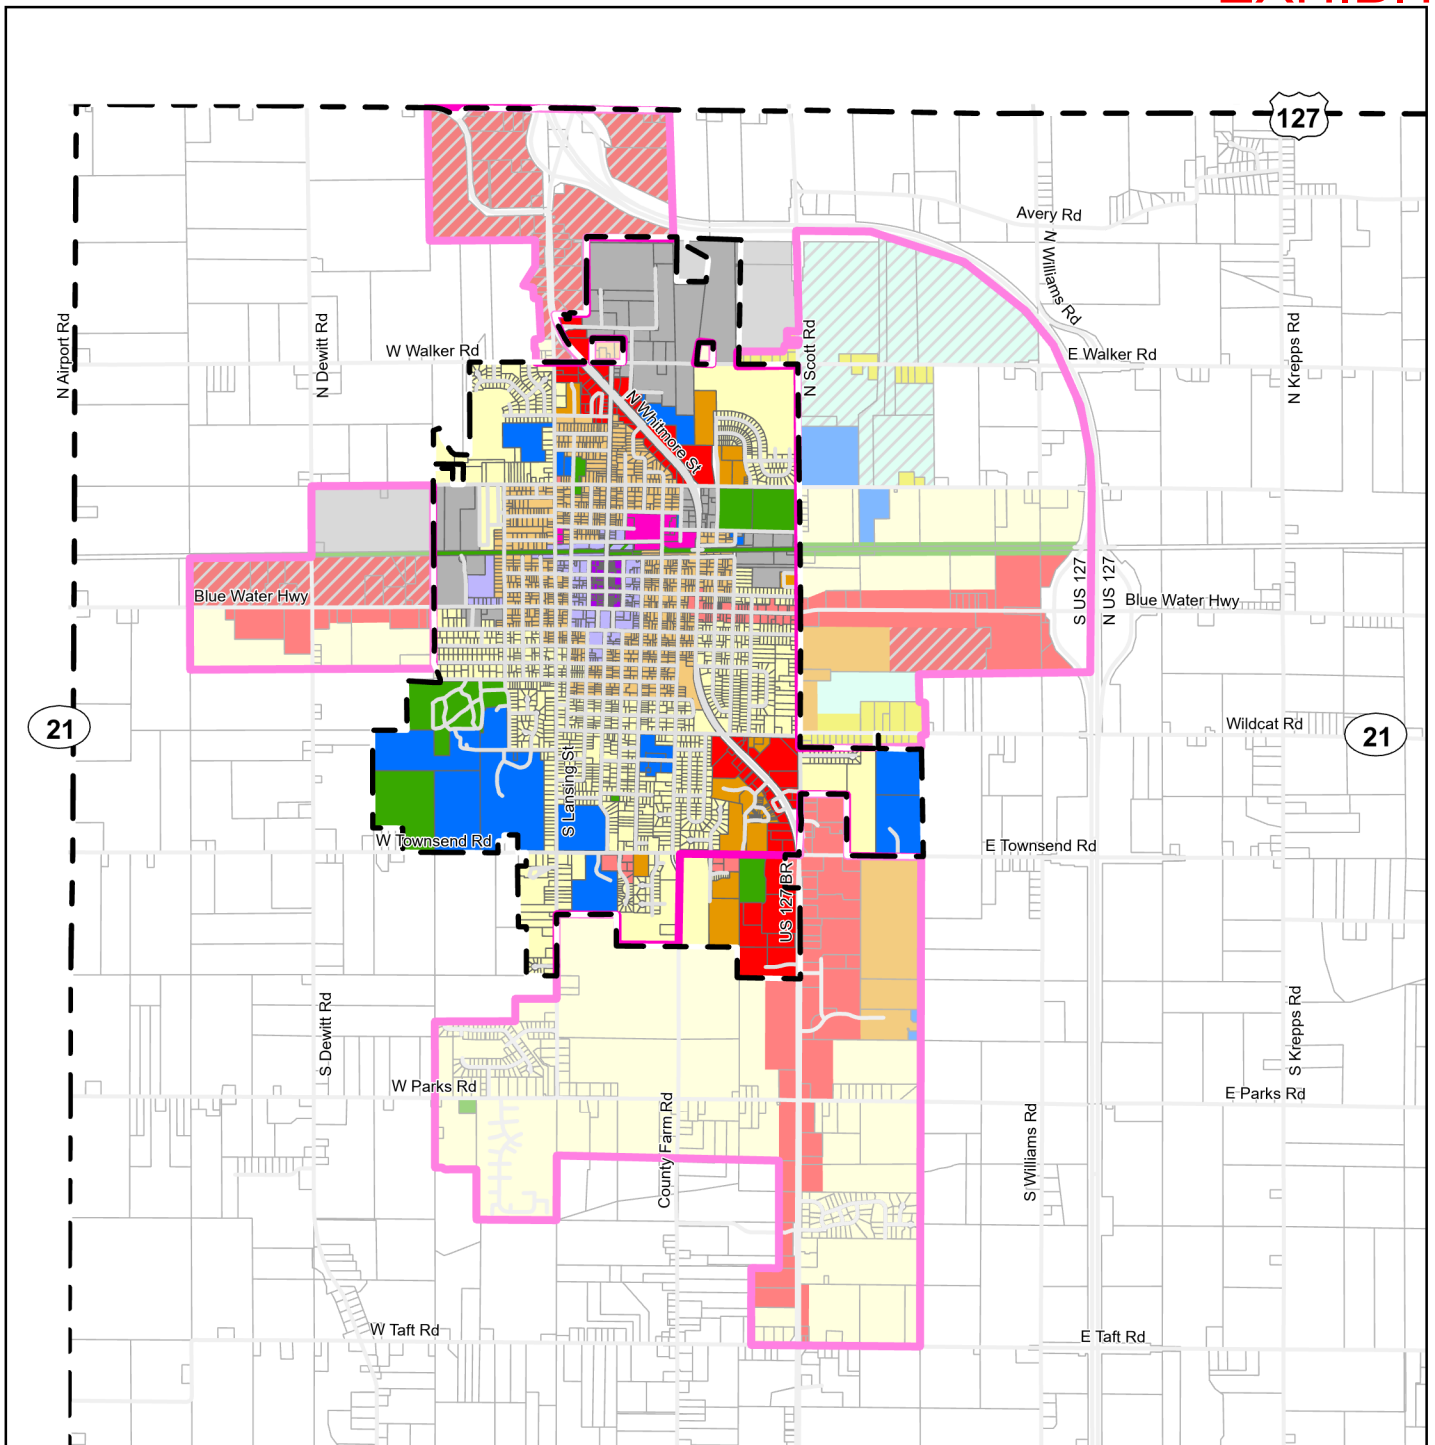 127
Avery Rd
N Williams Rd
N Airport Rd
N Dewitt Rd
W Walker Rd
N Scott Rd
E Walker Rd
N Krepps Rd
N Whitmore St
Blue Water Hwy
S US 127
N US 127
Blue Water Hwy
21
Wildcat Rd
21
S Lansing St
W Townsend Rd
E Townsend Rd
US 127 BR
S Dewitt Rd
S Krepps Rd
W Parks Rd
County Farm Rd
E Parks Rd
S Williams Rd
W Taft Rd
E Taft Rd